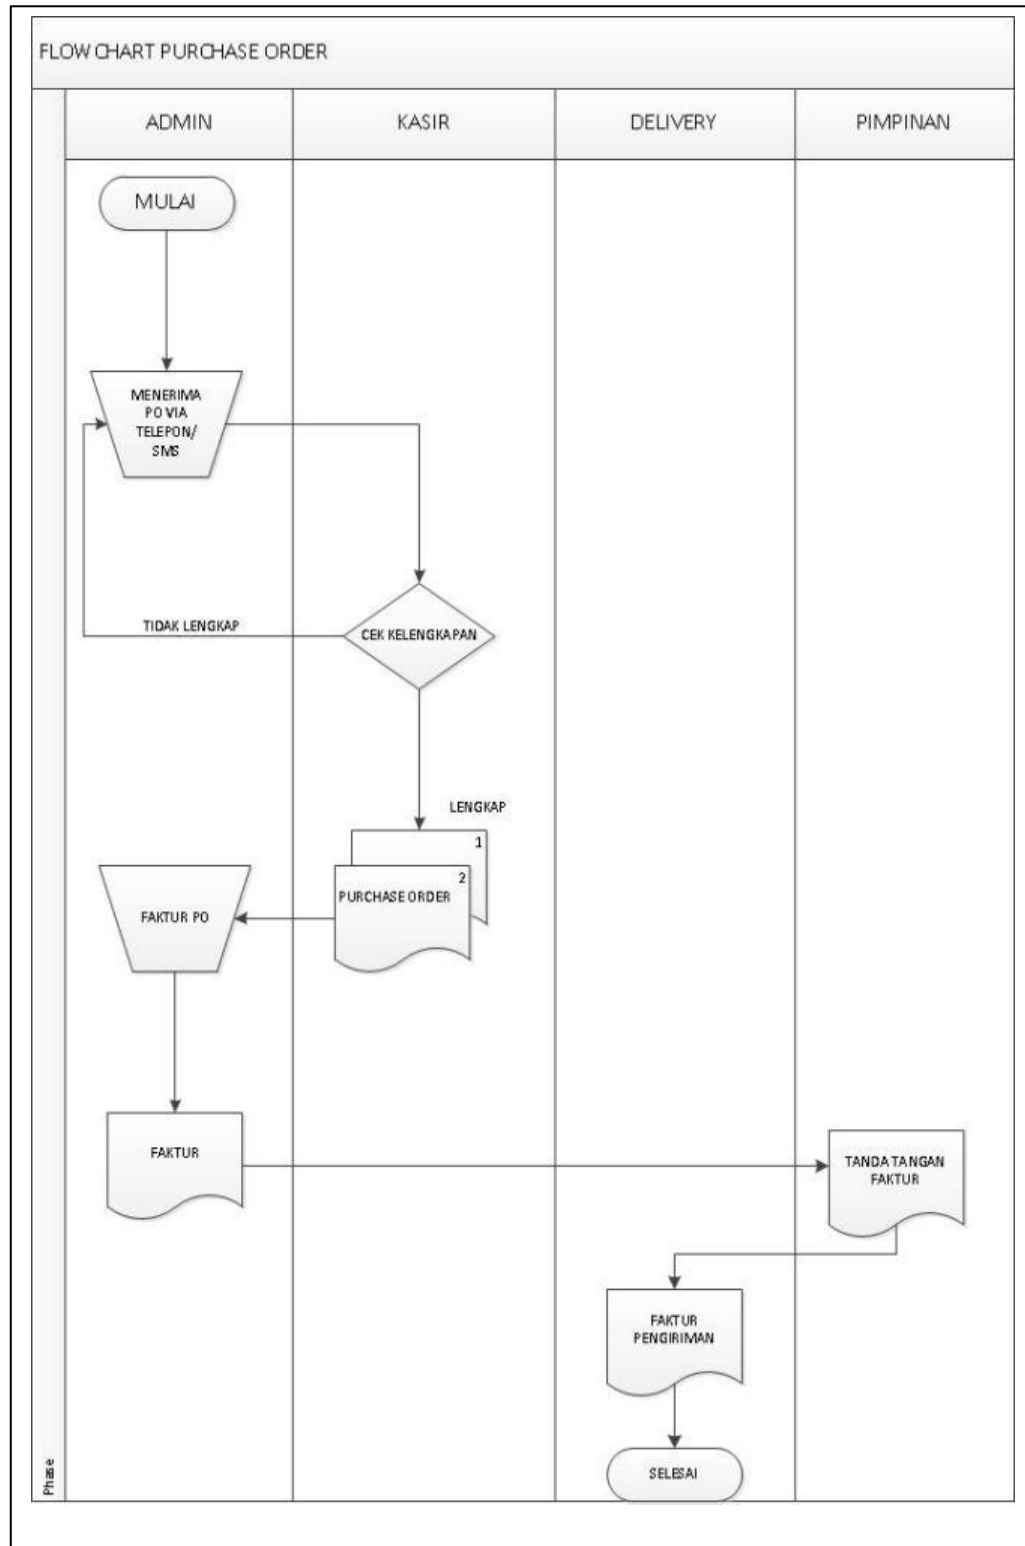 FLOW CHART PURCHASE ORDER
ADMIN
KASIR
DELIVERY
PIMPINAN
MULAI
MENERIMA
PO VIA
TELEPON/
SMS
TIDAK LENGKAP
CEK KELENGKAPAN
LENGKAP
1
2
PURCHASE ORDER
FAKTUR PO
FAKTUR
TANDA TANGAN
FAKTUR
FAKTUR
PENGIRIMAN
SELESAI
Phase